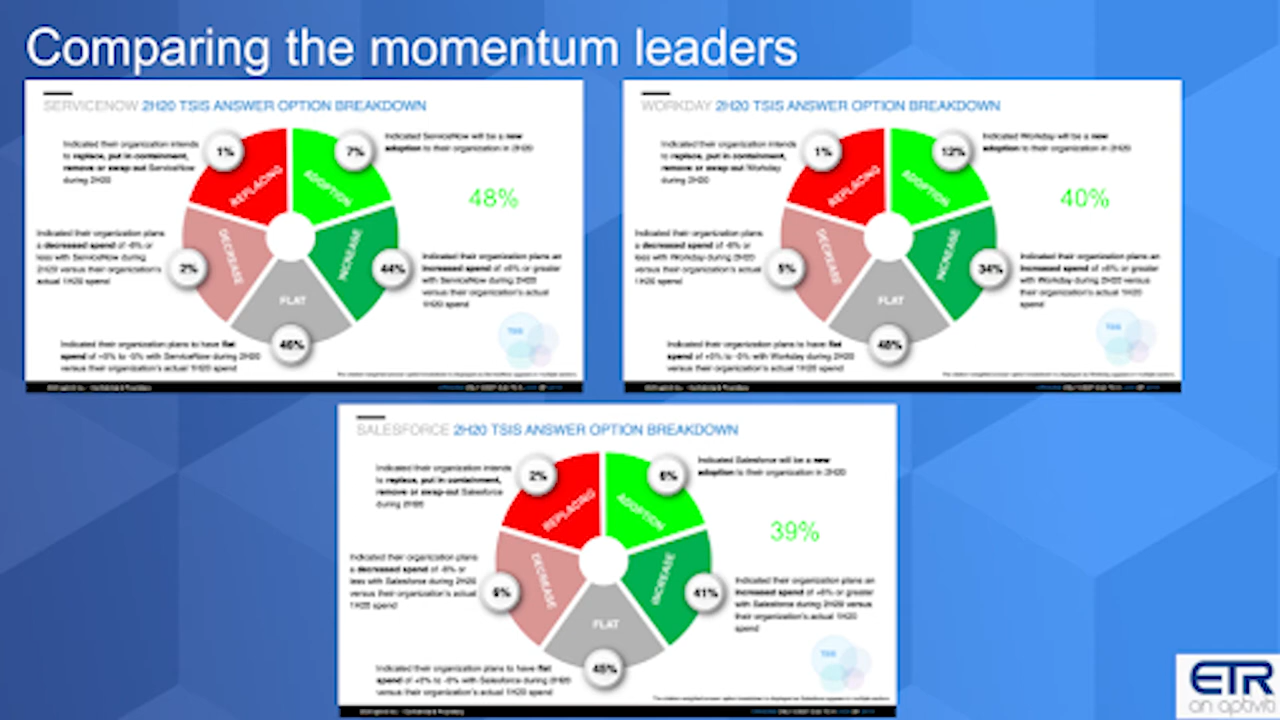 Comparing the momentum leaders
SERVICENOW 2H20 TSIS ANSWER OPTION BREAKDOWN
Indicated their organization intends
to replace, put in containment,
remove or swap out ServiceNow
during 2H20
1%
7%
Indicated ServiceNow will be a new
adoption to their organization in 2H20
REPLACING
ADOPTION
48%
Indicated their organization plans
a decreased spend of -6% or
less with ServiceNow during
2H20 versus their organization's
actual 1H20 spend
2%
DECREASE
INCREASE
44%
Indicated their organization plans an
increased spend of +6% or greater
with ServiceNow during 2H20
versus their organization's actual
1H20 spend
FLAT
46%
Indicated their organization plans to have flat
spend of +5% to -5% with ServiceNow during 2H20
versus their organization's actual 1H20 spend
TSIS
WORKDAY 2H20 TSIS ANSWER OPTION BREAKDOWN
Indicated their organization intends
to replace, put in containment,
remove or swap out Workday
during 2H20
1%
12%
Indicated Workday will be a new
adoption to their organization in 2H20
REPLACING
ADOPTION
40%
Indicated their organization plans
a decreased spend of -6% or
less with Workday during 2H20
versus their organization's actual
1H20 spend
5%
DECREASE
INCREASE
34%
Indicated their organization plans an
increased spend of +6% or greater
with Workday during 2H20
versus their organization's actual 1H20
spend
FLAT
48%
Indicated their organization plans to have flat
spend of +5% to -5% with Workday during 2H20
versus their organization's actual 1H20 spend
TSIS
SALESFORCE 2H20 TSIS ANSWER OPTION BREAKDOWN
Indicated their organization intends
to replace, put in containment,
remove or swap out Salesforce
during 2H20
2%
6%
Indicated Salesforce will be a new
adoption to their organization in 2H20
REPLACING
ADOPTION
39%
Indicated their organization plans
a decreased spend of -6% or
less with Salesforce during 2H20
versus their organization's actual
1H20 spend
6%
DECREASE
INCREASE
41%
Indicated their organization plans an
increased spend of +6% or greater
with Salesforce during 2H20 versus
their organization's actual 1H20
spend
FLAT
45%
Indicated their organization plans to have flat
spend of +5% to -5% with Salesforce during 2H20
versus their organization's actual 1H20 spend
TSIS
ETR
an aptiviti